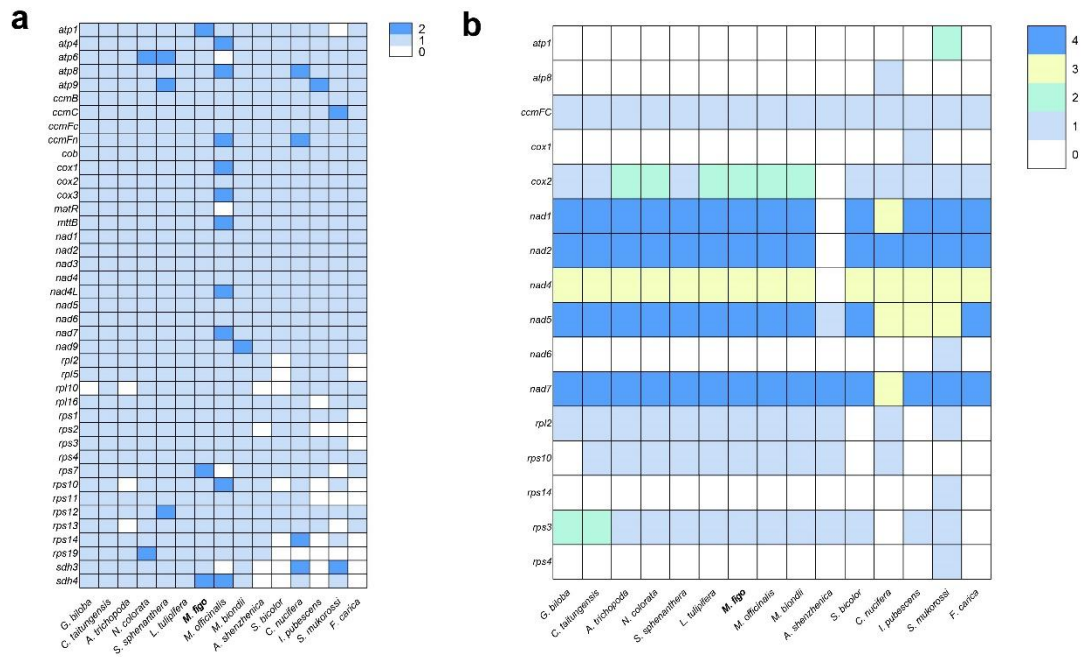 a
atp1
atp4
atp6
atp8
atp9
ccmB
ccmC
ccmFc
ccmFn
cob
cox1
cox2
cox3
matR
mttB
nad1
nad2
nad3
nad4
nad4L
nad5
nad6
nad7
nad9
rpl2
rpl5
rpl10
rpl16
rps1
rps2
rps3
rps4
rps7
rps10
rps11
rps12
rps13
rps14
rps19
sdh3
sdh4
G. biloba
C. taitungensis
A. trichopoda
N. colorata
S. sphenanthera
L. tulipifera
M. figo
M. officinalis
M. biondii
A. shenzhenica
S. bicolor
C. nucifera
I. pubescens
S. mukorossi
F. carica
2
1
0
b
atp1
atp8
ccmFC
cox1
cox2
nad1
nad2
nad4
nad5
nad6
nad7
rpl2
rps10
rps14
rps3
rps4
G. biloba
C. taitungensis
A. trichopoda
N. colorata
S. sphenanthera
L. tulipifera
M. figo
M. officinalis
M. biondii
A. shenzhenica
S. bicolor
C. nucifera
I. pubescens
S. mukorossi
F. carica
4
3
2
1
0